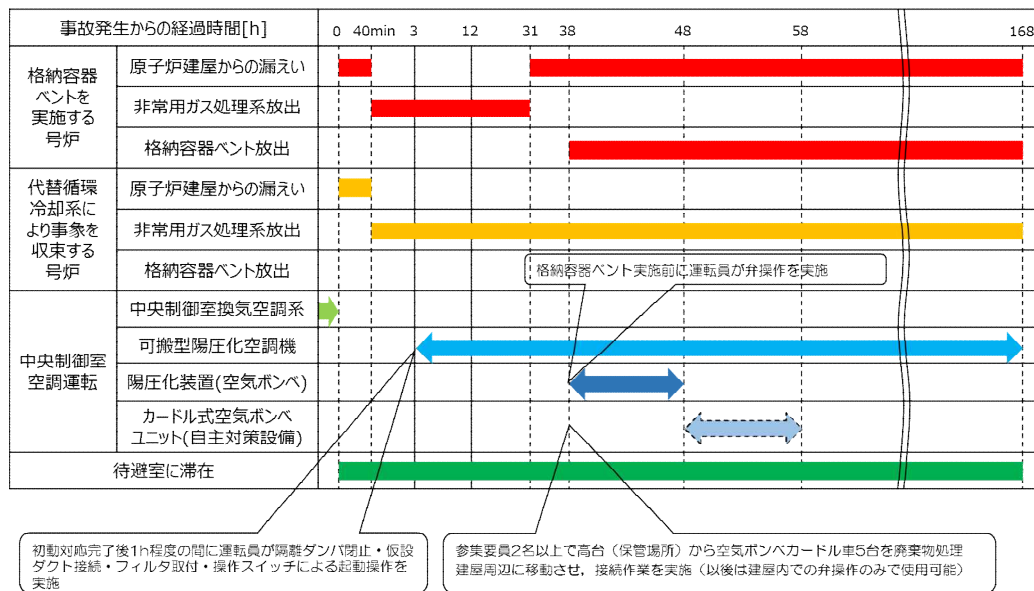 事故発生からの経過時間[h]
0 40min 3 12 31 38 48 58 168
格納容器
ベントを
実施する
号炉
原子炉建屋からの漏えい
非常用ガス処理系放出
格納容器ベント放出
代替循環
冷却系に
より事象を
収束する
号炉
原子炉建屋からの漏えい
非常用ガス処理系放出
格納容器ベント放出
格納容器ベント実施前に運転員が弁操作を実施
中央制御室
空調運転
中央制御室換気空調系
可搬型陽圧化空調機
陽圧化装置(空気ボンベ)
カードル式空気ボンベ
ユニット(自主対策設備)
待避室に滞在
初動対応完了後1h程度の間に運転員が隔離ダンパ閉止・仮設
ダクト接続・フィルタ取付・操作スイッチによる起動操作を
実施
参集要員2名以上で高台（保管場所）から空気ボンベカードル車5台を廃棄物処理
建屋周辺に移動させ，接続作業を実施（以後は建屋内での弁操作のみで使用可能）